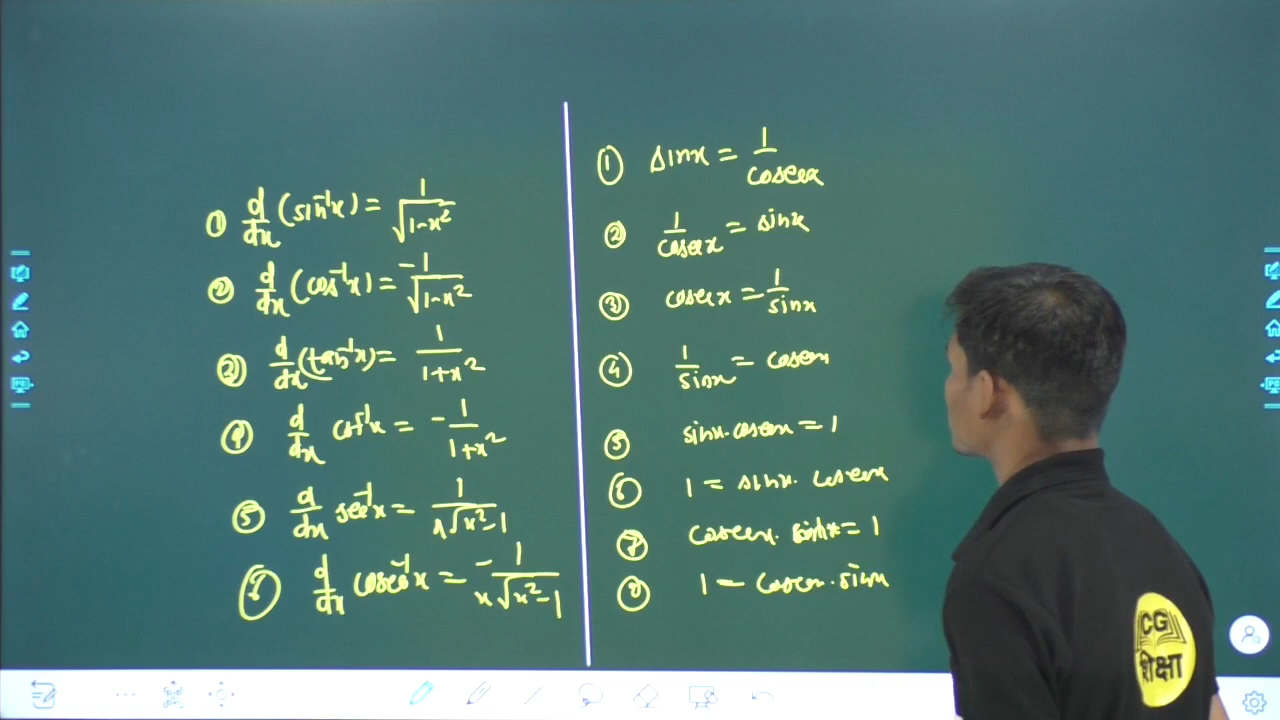 ① d/dx (sin⁻¹x) = 1/√(1-x²)
② d/dx (cos⁻¹x) = -1/√(1-x²)
③ d/dx (tan⁻¹x) = 1/(1+x²)
④ d/dx cot⁻¹x = -1/(1+x²)
⑤ d/dx sec⁻¹x = 1/(x√(x²-1))
⑥ d/dx cosec⁻¹x = -1/(x√(x²-1))
① sinx = 1/cosecx
② 1/cosecx = sinx
③ cosecx = 1/sinx
④ 1/sinx = cosecx
⑤ sinx.cosecx = 1
⑥ 1 = sinx. cosecx
⑦ cosecx. sinx = 1
⑧ 1 = cosecx.sinx
CG
शिक्षा